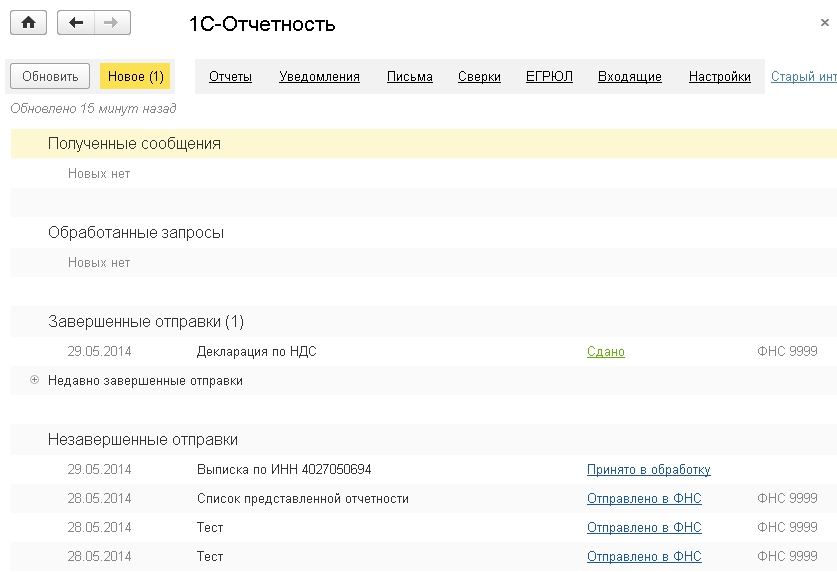 1С-Отчетность
Обновить Новое (1) Отчеты Уведомления Письма Сверки ЕГРЮЛ Входящие Настройки Старый инт
Обновлено 15 минут назад
Полученные сообщения
Новых нет
Обработанные запросы
Новых нет
Завершенные отправки (1)
29.05.2014 Декларация по НДС Сдано ФНС 9999
Недавно завершенные отправки
Незавершенные отправки
29.05.2014 Выписка по ИНН 4027050694 Принято в обработку
28.05.2014 Список представленной отчетности Отправлено в ФНС ФНС 9999
28.05.2014 Тест Отправлено в ФНС ФНС 9999
28.05.2014 Тест Отправлено в ФНС ФНС 9999